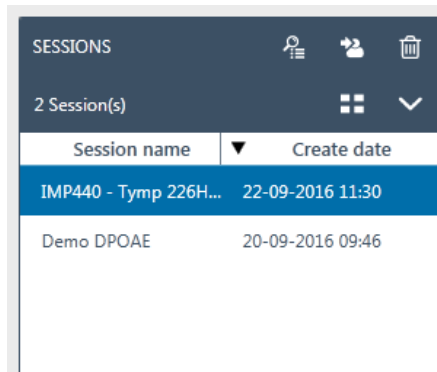 SESSIONS
2 Session(s)
Session name Create date
IMP440 - Tymp 226H... 22-09-2016 11:30
Demo DPOAE 20-09-2016 09:46